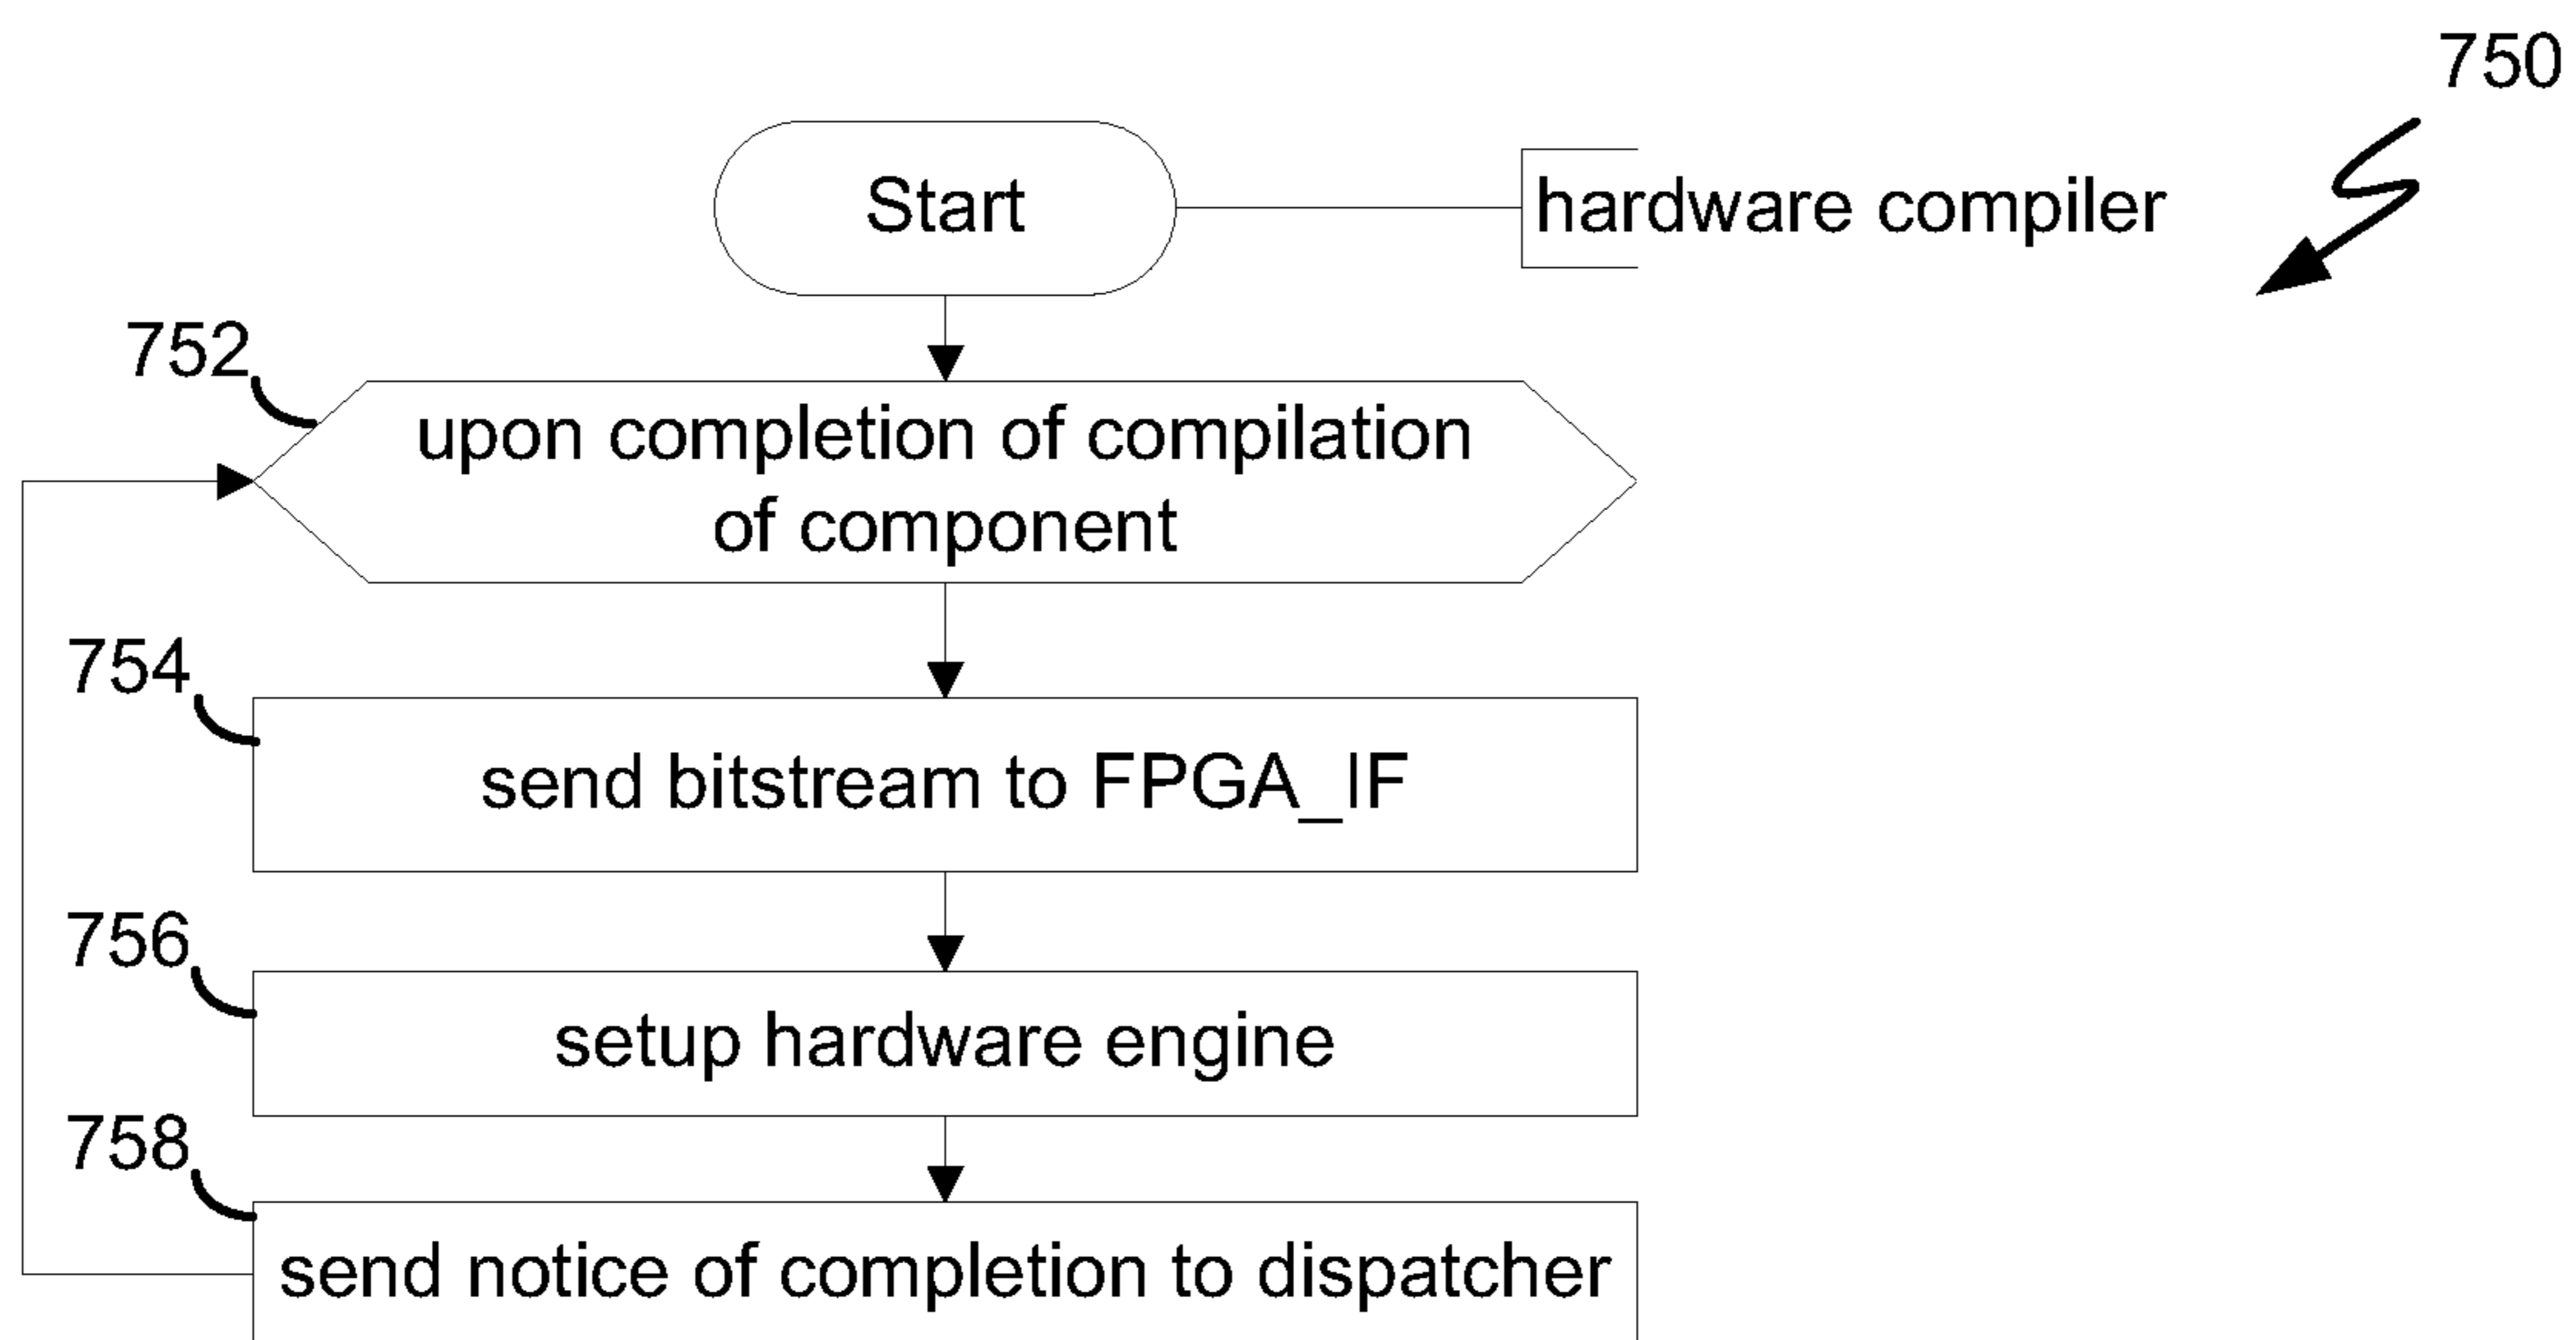 750
Start
hardware compiler
752
upon completion of compilation
of component
754
send bitstream to FPGA_IF
756
setup hardware engine
758
send notice of completion to dispatcher